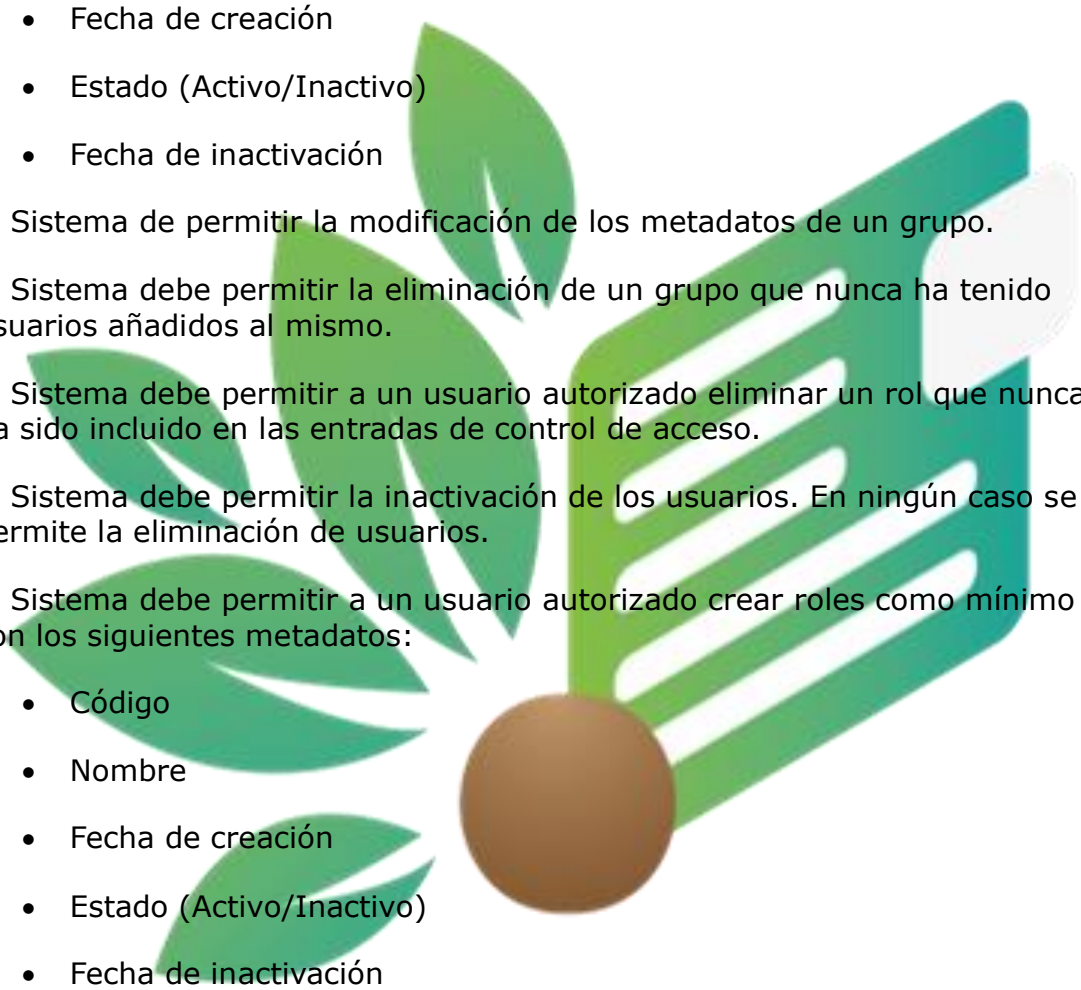 • Fecha de creación
• Estado (Activo/Inactivo)
• Fecha de inactivación
Sistema de permitir la modificación de los metadatos de un grupo.
Sistema debe permitir la eliminación de un grupo que nunca ha tenido
suarios añadidos al mismo.
Sistema debe permitir a un usuario autorizado eliminar un rol que nunca
a sido incluido en las entradas de control de acceso.
Sistema debe permitir la inactivación de los usuarios. En ningún caso se
ermite la eliminación de usuarios.
Sistema debe permitir a un usuario autorizado crear roles como mínimo
on los siguientes metadatos:
• Código
• Nombre
• Fecha de creación
• Estado (Activo/Inactivo)
• Fecha de inactivación